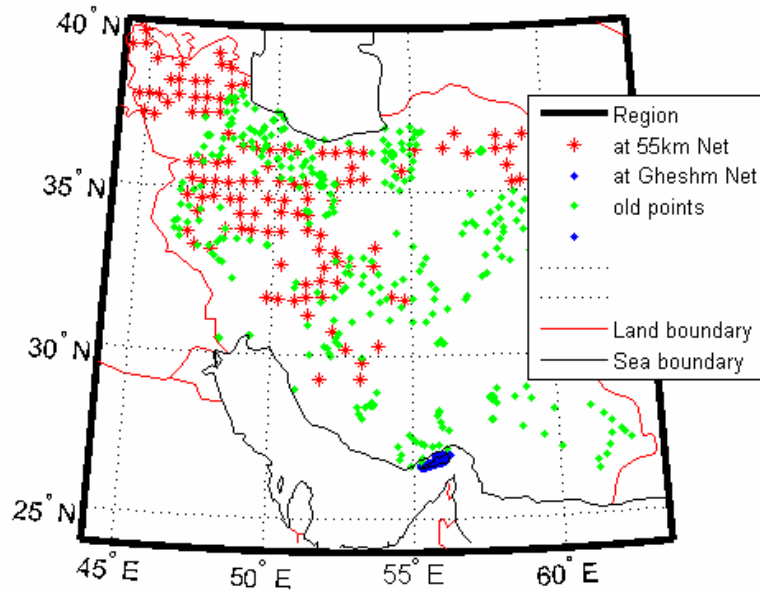 40° N
35° N
30° N
25° N
45° E
50° E
55° E
60° E
Region
at 55km Net
at Gheshm Net
old points
Land boundary
Sea boundary